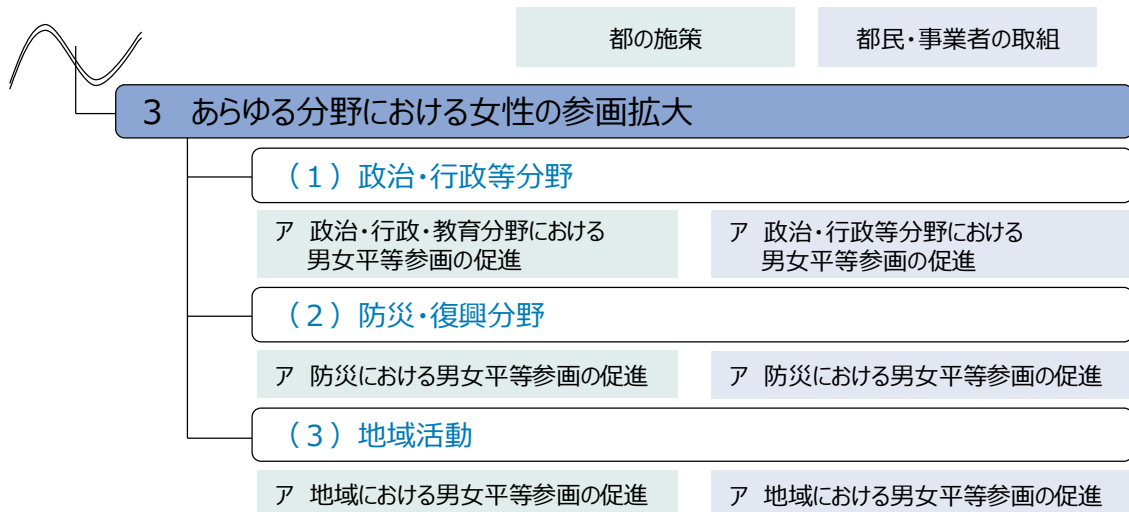 都の施策
都民・事業者の取組
3 あらゆる分野における女性の参画拡大
（1）政治・行政等分野
ア 政治・行政・教育分野における
男女平等参画の促進
ア 政治・行政等分野における
男女平等参画の促進
（2）防災・復興分野
ア 防災における男女平等参画の促進
ア 防災における男女平等参画の促進
（3）地域活動
ア 地域における男女平等参画の促進
ア 地域における男女平等参画の促進